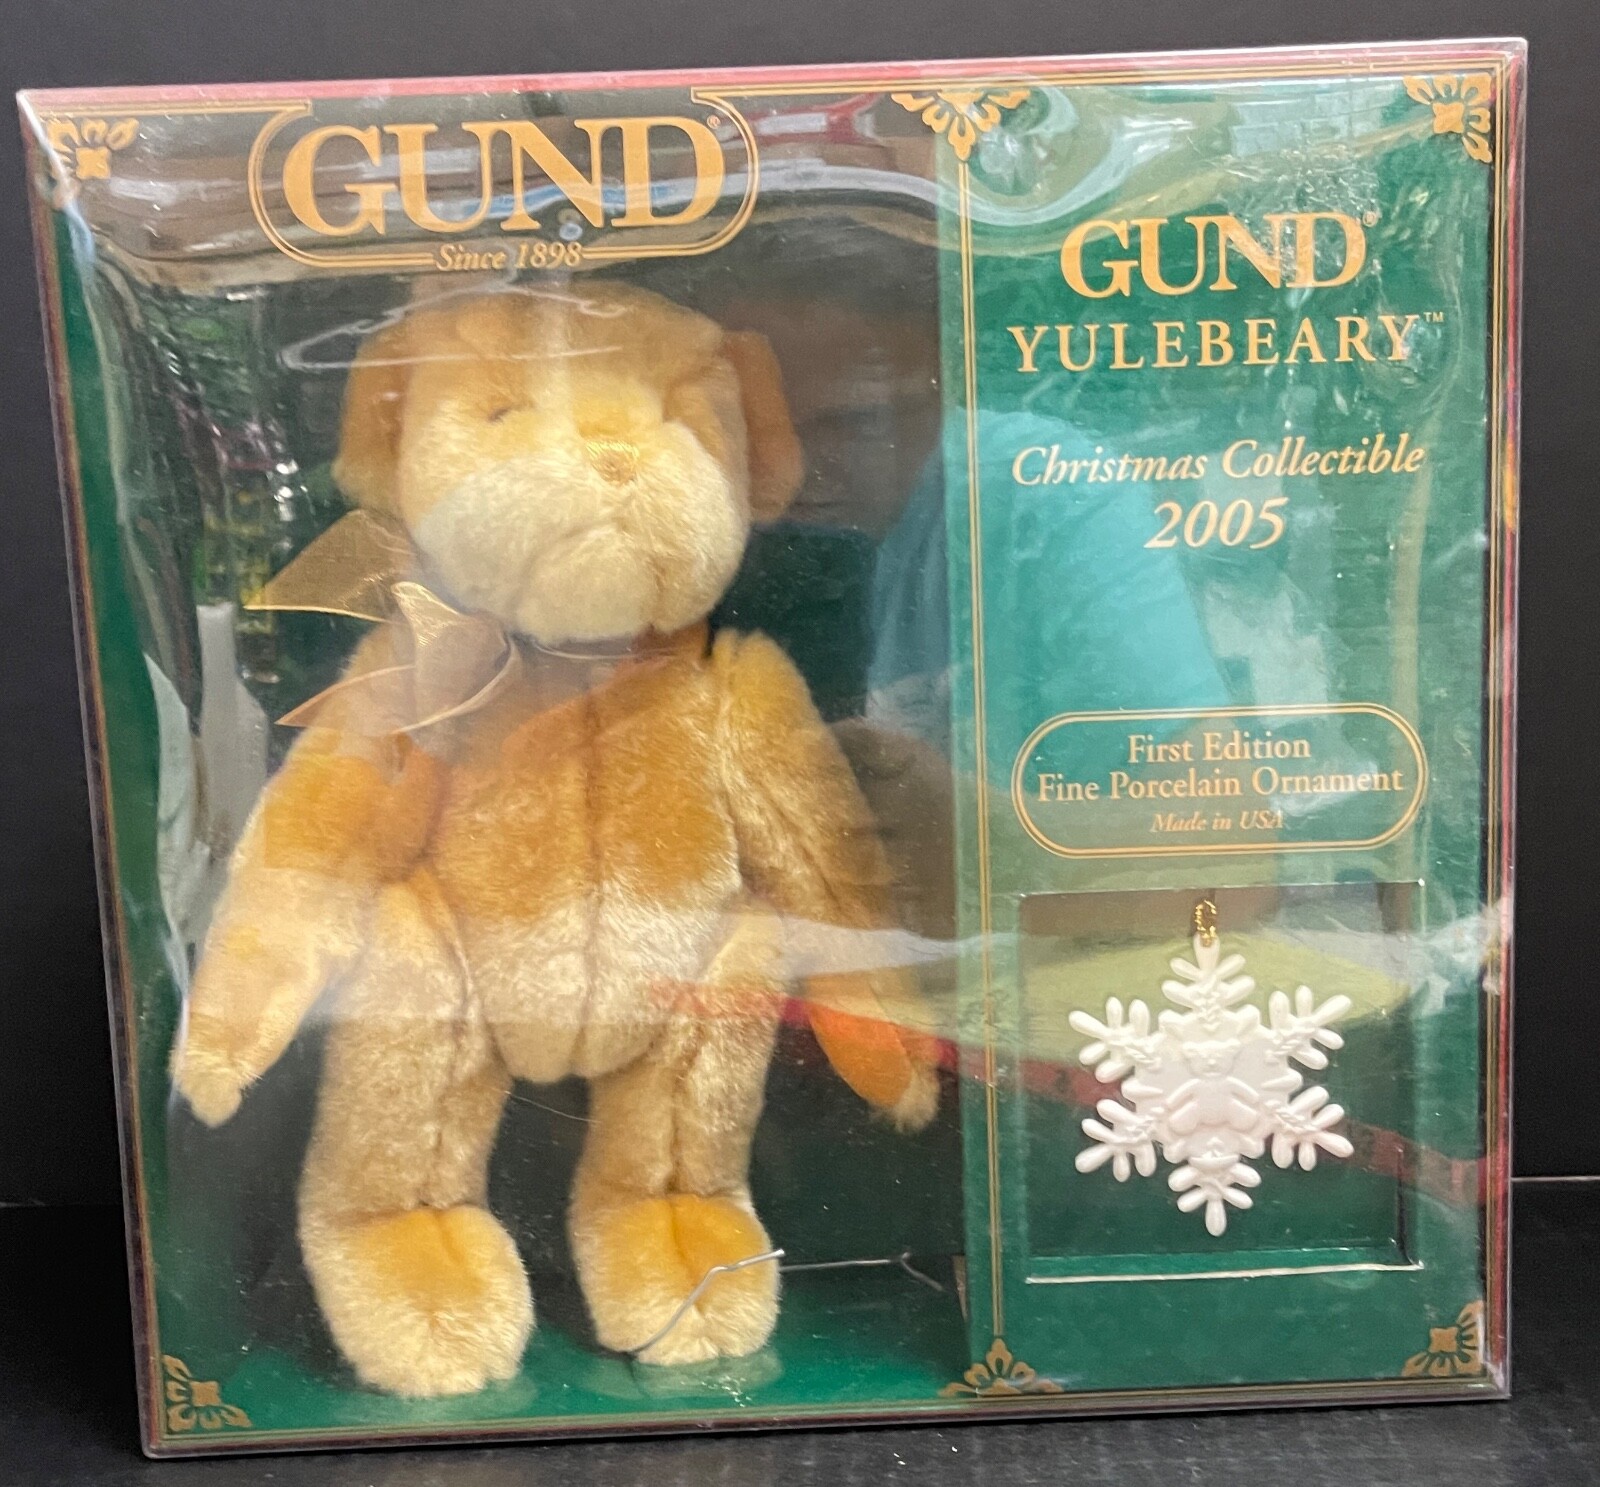 GUND®
Since 1898
GUND®
YULEBEARY™
Christmas Collectible
2005
First Edition
Fine Porcelain Ornament
Made in USA